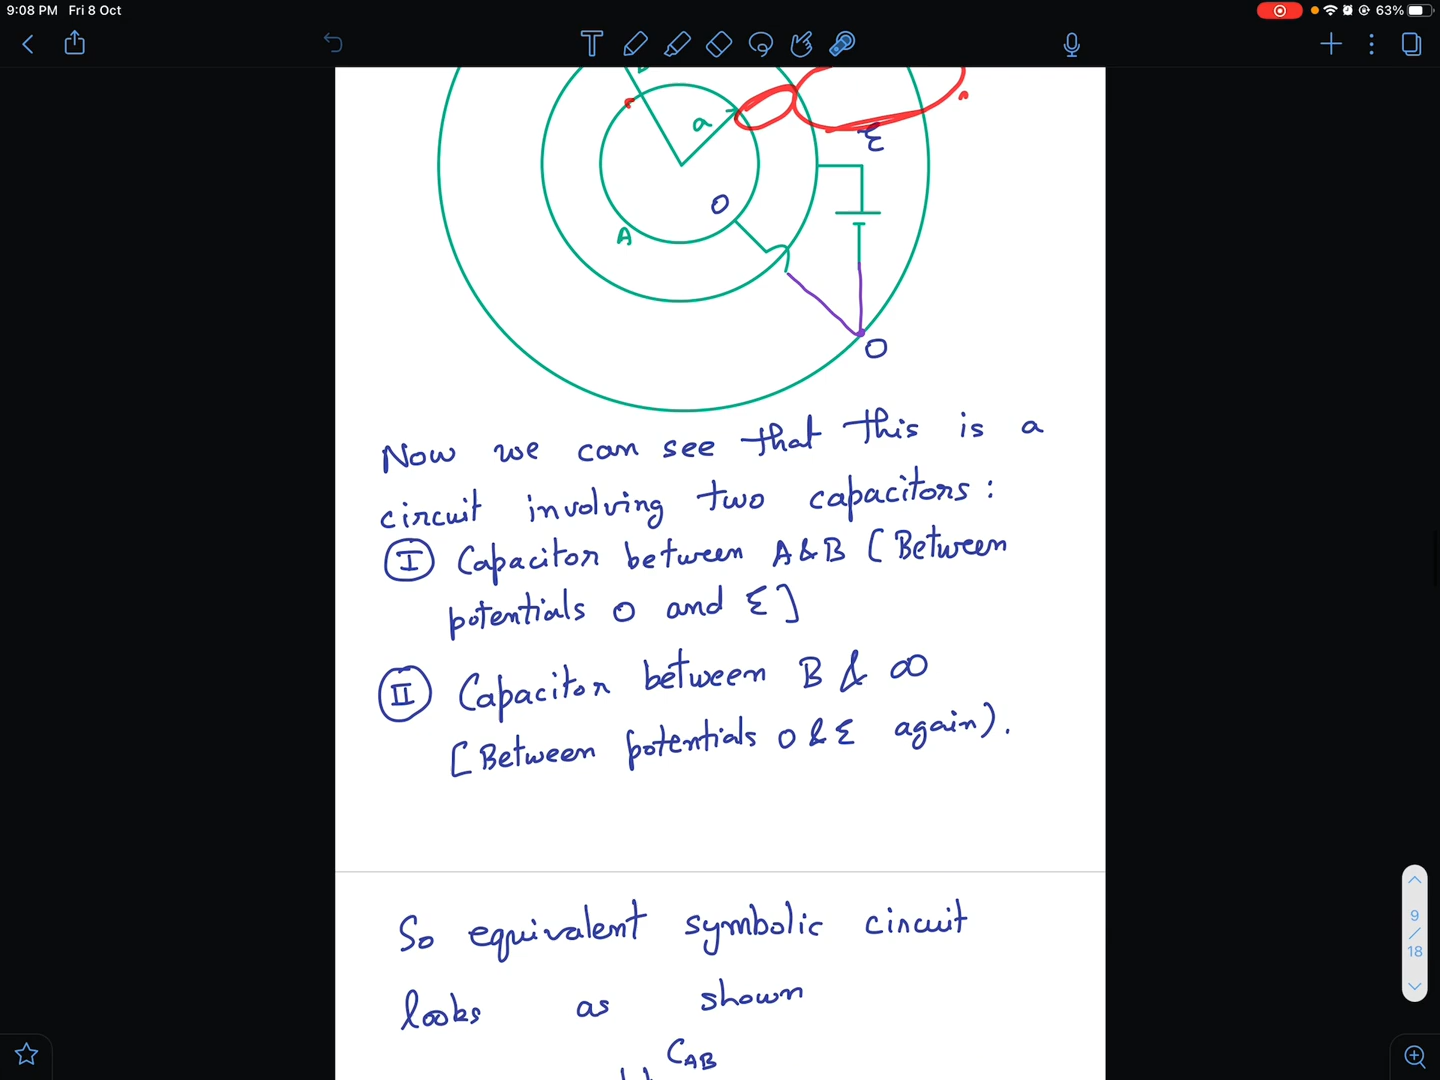 9:08 PM Fri 8 Oct
63%
T
a
Ɛ
O
A
O
Now we can see that this is a
circuit involving two capacitors:
I Capacitor between A&B [Between
potentials 0 and Ɛ]
II Capacitor between B & ∞
[Between potentials 0 & Ɛ again).
9
/
18
So equivalent symbolic circuit
looks as shown
CAB